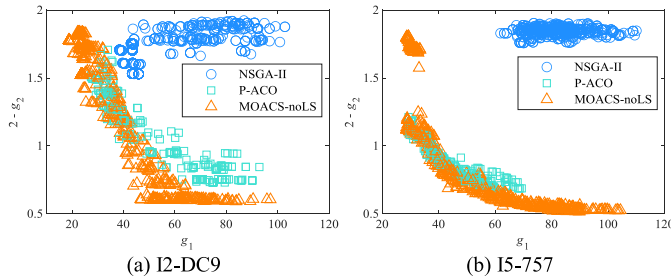 2
1.5
1
0.5
2 - g2
20 40 60 80 100 120
g1
NSGA-II
P-ACO
MOACS-noLS
(a) I2-DC9
2
1.5
1
0.5
2 - g2
20 40 60 80 100 120
g1
NSGA-II
P-ACO
MOACS-noLS
(b) I5-757